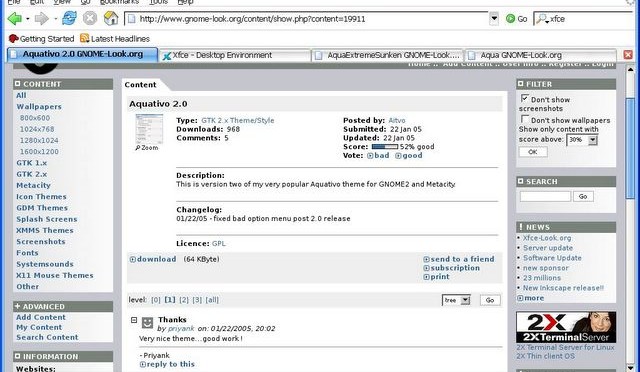 File Edit View Go Bookmarks Tools Help
http://www.gnome-look.org/content/show.php?content=19911
Go
xfce
Getting Started
Latest Headlines
Aquativo 2.0 GNOME-Look.org
Xfce - Desktop Environment
AquaExtremeSunken GNOME-Look....
Aqua GNOME-Look.org
Home :: Add Content :: User Info :: Register :: Login
CONTENT
All
Wallpapers
800x600
1024x768
1280x1024
1600x1200
GTK 1.x
GTK 2.x
Metacity
Icon Themes
GDM Themes
Splash Screens
XMMS Themes
Screenshots
Fonts
Systemsounds
X11 Mouse Themes
Other
ADVANCED
Add Content
My Content
Search Content
INFORMATION
Websites:
Content
Aquativo 2.0
Zoom
Type: GTK 2.x Theme/Style
Downloads: 968
Comments: 5
Posted by: Aitvo
Submitted: 22 Jan 05
Updated: 22 Jan 05
Score: 52% good
Vote: bad good
Description:
This is version two of my very popular Aquativo theme for GNOME2 and Metacity.
Changelog:
01/22/05 - fixed bad option menu post 2.0 release
Licence: GPL
download (64 KByte)
send to a friend
subscription
print
level: [0] [1] [2] [3] [all]
tree
Go
Thanks
by priyank on: 01/22/2005, 20:02
Very nice theme...good work !
- Priyank
reply to this
FILTER
Don't show
screenshots
Don't show wallpapers
Show only content with
score above: 30%
OK
SEARCH
Go
! NEWS
Xfce-Look.org
Server update
Software Update
new sponsor
23 millions
New Inkscape release!!
more
2X
2XTerminalServer
2X Terminal Server for Linux
2X Thin client OS